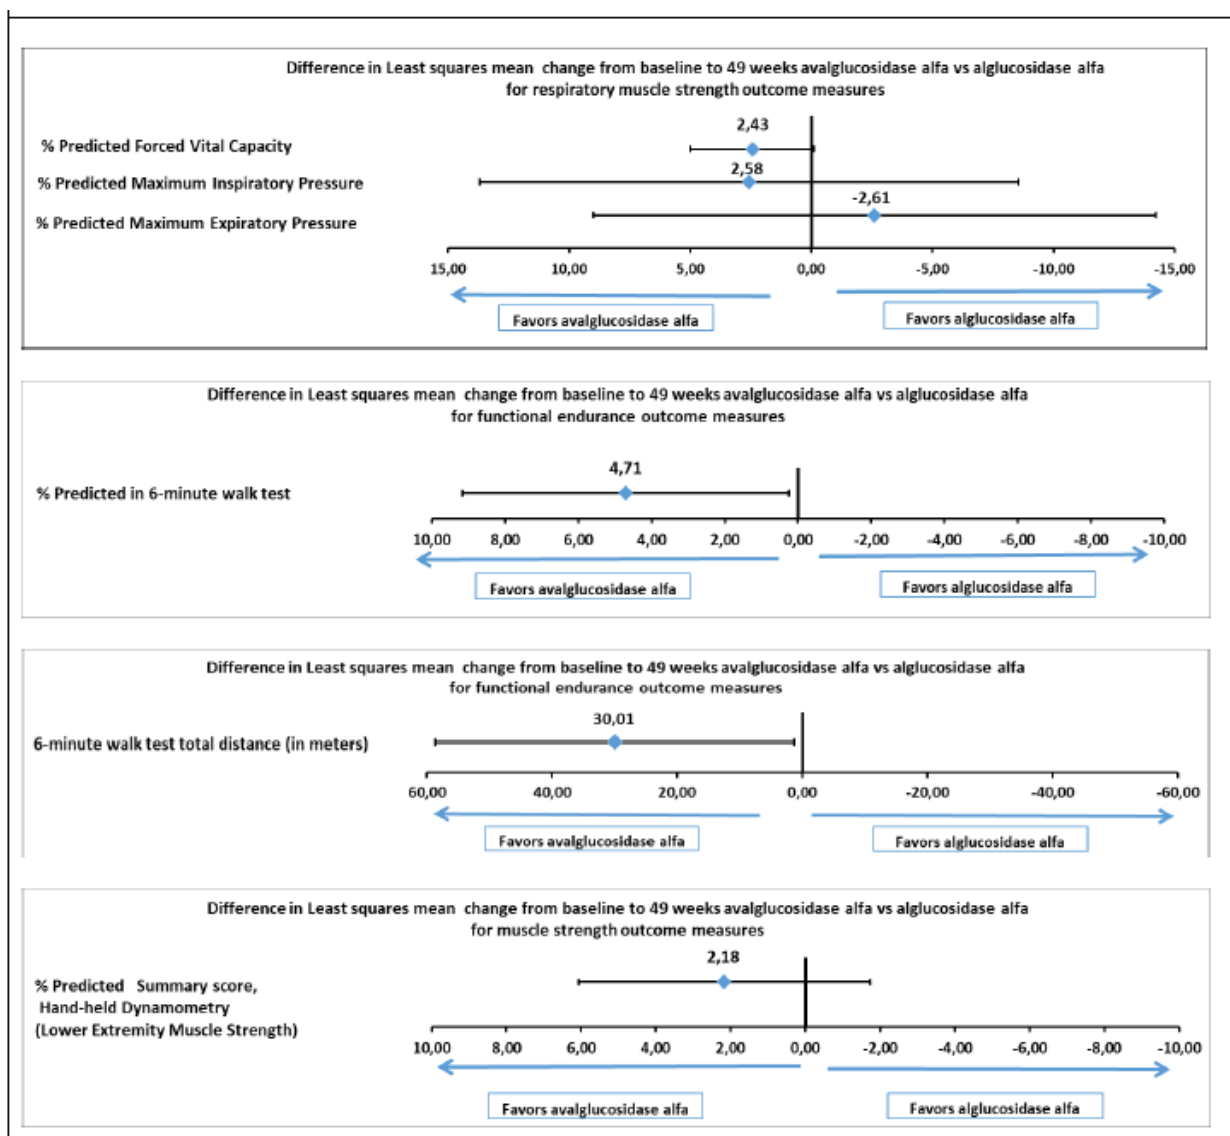 Difference in Least squares mean change from baseline to 49 weeks avalglucosidase alfa vs alglucosidase alfa
for respiratory muscle strength outcome measures
2,43
% Predicted Forced Vital Capacity
2,58
% Predicted Maximum Inspiratory Pressure
-2,61
% Predicted Maximum Expiratory Pressure
15,00 10,00 5,00 0,00 -5,00 -10,00 -15,00
Favors avalglucosidase alfa Favors alglucosidase alfa
Difference in Least squares mean change from baseline to 49 weeks avalglucosidase alfa vs alglucosidase alfa
for functional endurance outcome measures
4,71
% Predicted in 6-minute walk test
10,00 8,00 6,00 4,00 2,00 0,00 -2,00 -4,00 -6,00 -8,00 -10,00
Favors avalglucosidase alfa Favors alglucosidase alfa
Difference in Least squares mean change from baseline to 49 weeks avalglucosidase alfa vs alglucosidase alfa
for functional endurance outcome measures
30,01
6-minute walk test total distance (in meters)
60,00 40,00 20,00 0,00 -20,00 -40,00 -60,00
Favors avalglucosidase alfa Favors alglucosidase alfa
Difference in Least squares mean change from baseline to 49 weeks avalglucosidase alfa vs alglucosidase alfa
for muscle strength outcome measures
2,18
% Predicted Summary score,
Hand-held Dynamometry
(Lower Extremity Muscle Strength)
10,00 8,00 6,00 4,00 2,00 0,00 -2,00 -4,00 -6,00 -8,00 -10,00
Favors avalglucosidase alfa Favors alglucosidase alfa